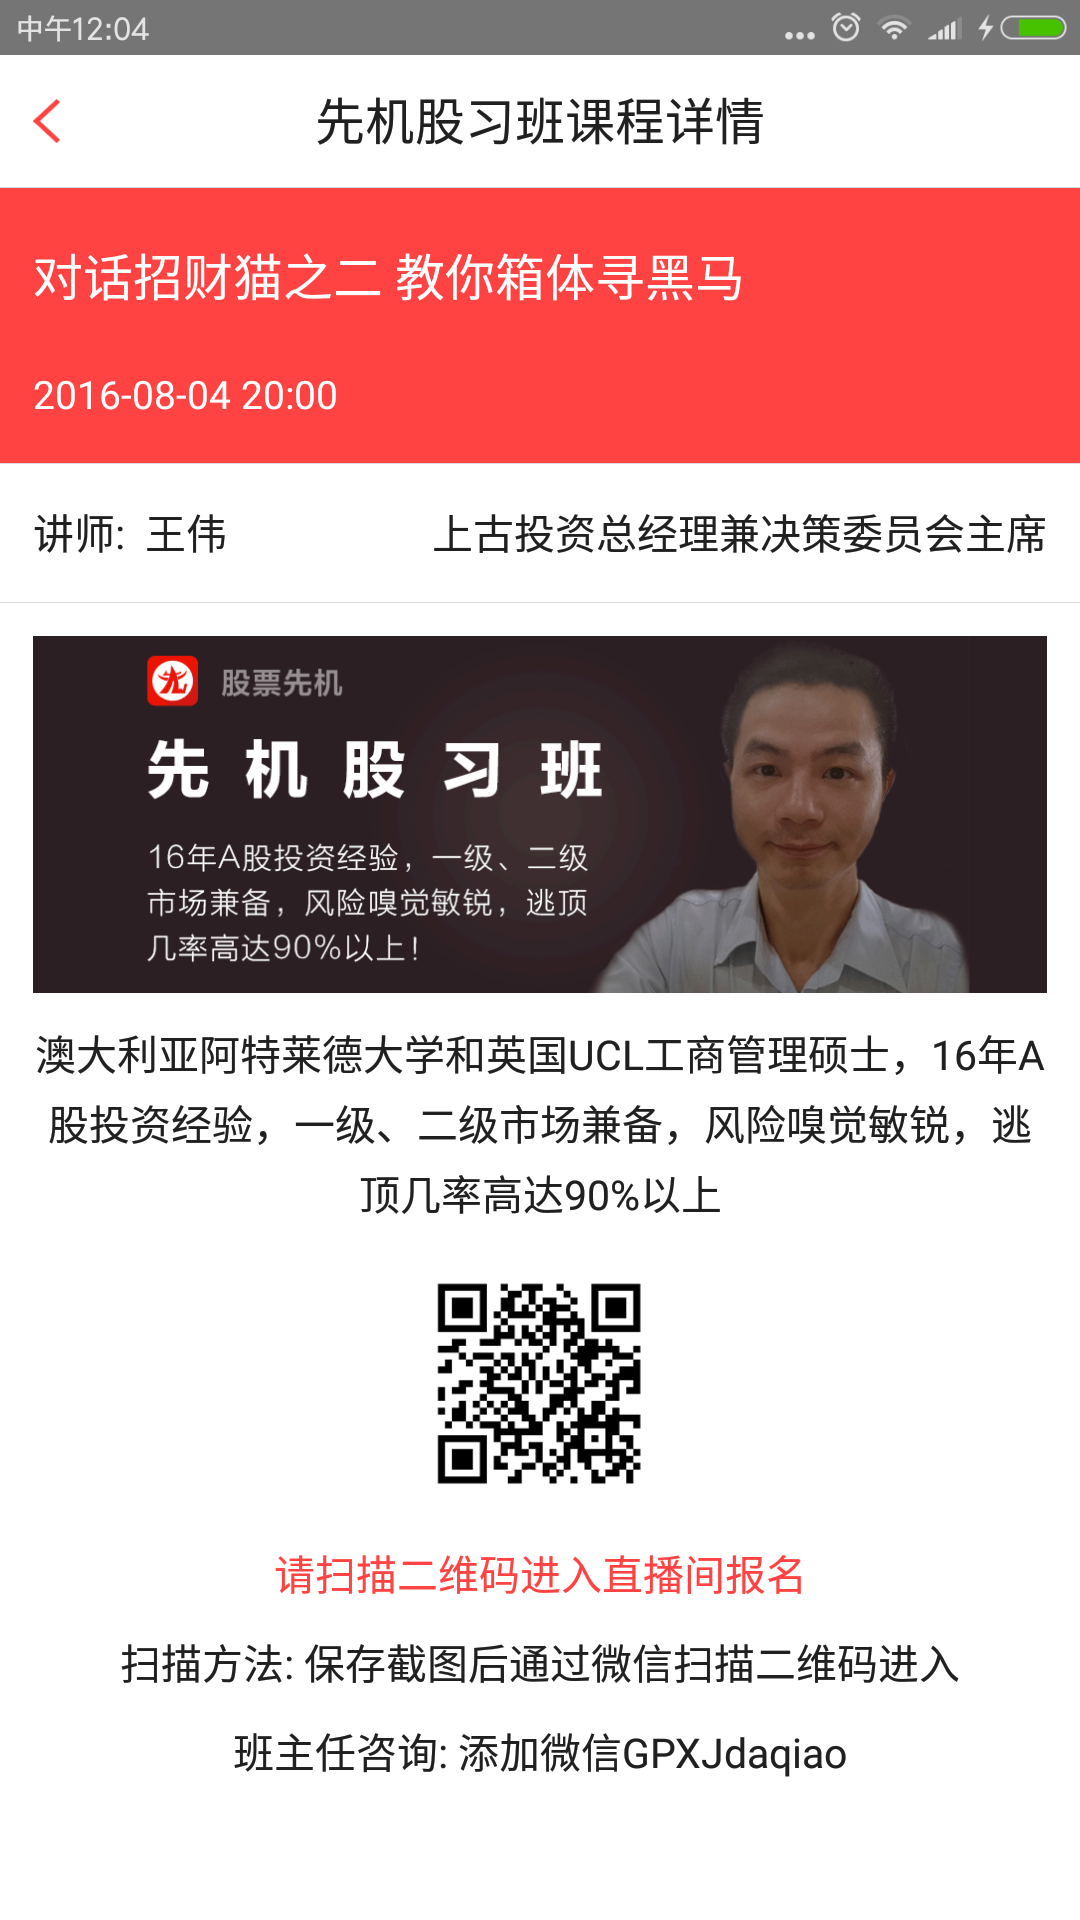 中午12:04
先机股习班课程详情
对话招财猫之二 教你箱体寻黑马
2016-08-04 20:00
讲师: 王伟
上古投资总经理兼决策委员会主席
股票先机
先机股习班
16年A股投资经验，一级、二级
市场兼备，风险嗅觉敏锐，逃顶
几率高达90%以上！
澳大利亚阿特莱德大学和英国UCL工商管理硕士，16年A
股投资经验，一级、二级市场兼备，风险嗅觉敏锐，逃
顶几率高达90%以上
请扫描二维码进入直播间报名
扫描方法: 保存截图后通过微信扫描二维码进入
班主任咨询: 添加微信GPXJdaqiao